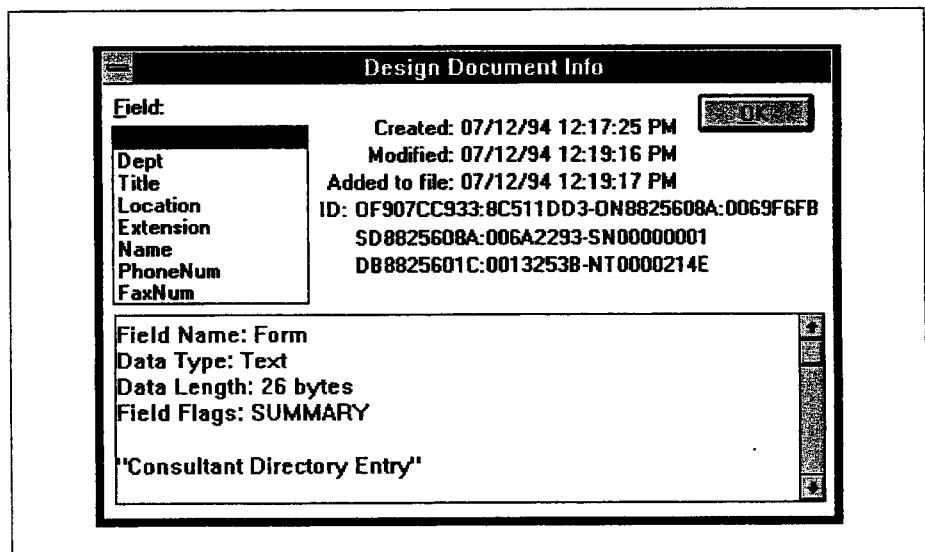 Design Document Info
Field:
Dept
Title
Location
Extension
Name
PhoneNum
FaxNum
OK
Created: 07/12/94 12:17:25 PM
Modified: 07/12/94 12:19:16 PM
Added to file: 07/12/94 12:19:17 PM
ID: OF907CC933:8C511DD3-ON8825608A:0069F6FB
SD8825608A:006A2293-SN00000001
DB8825601C:0013253B-NT0000214E
Field Name: Form
Data Type: Text
Data Length: 26 bytes
Field Flags: SUMMARY
"Consultant Directory Entry"